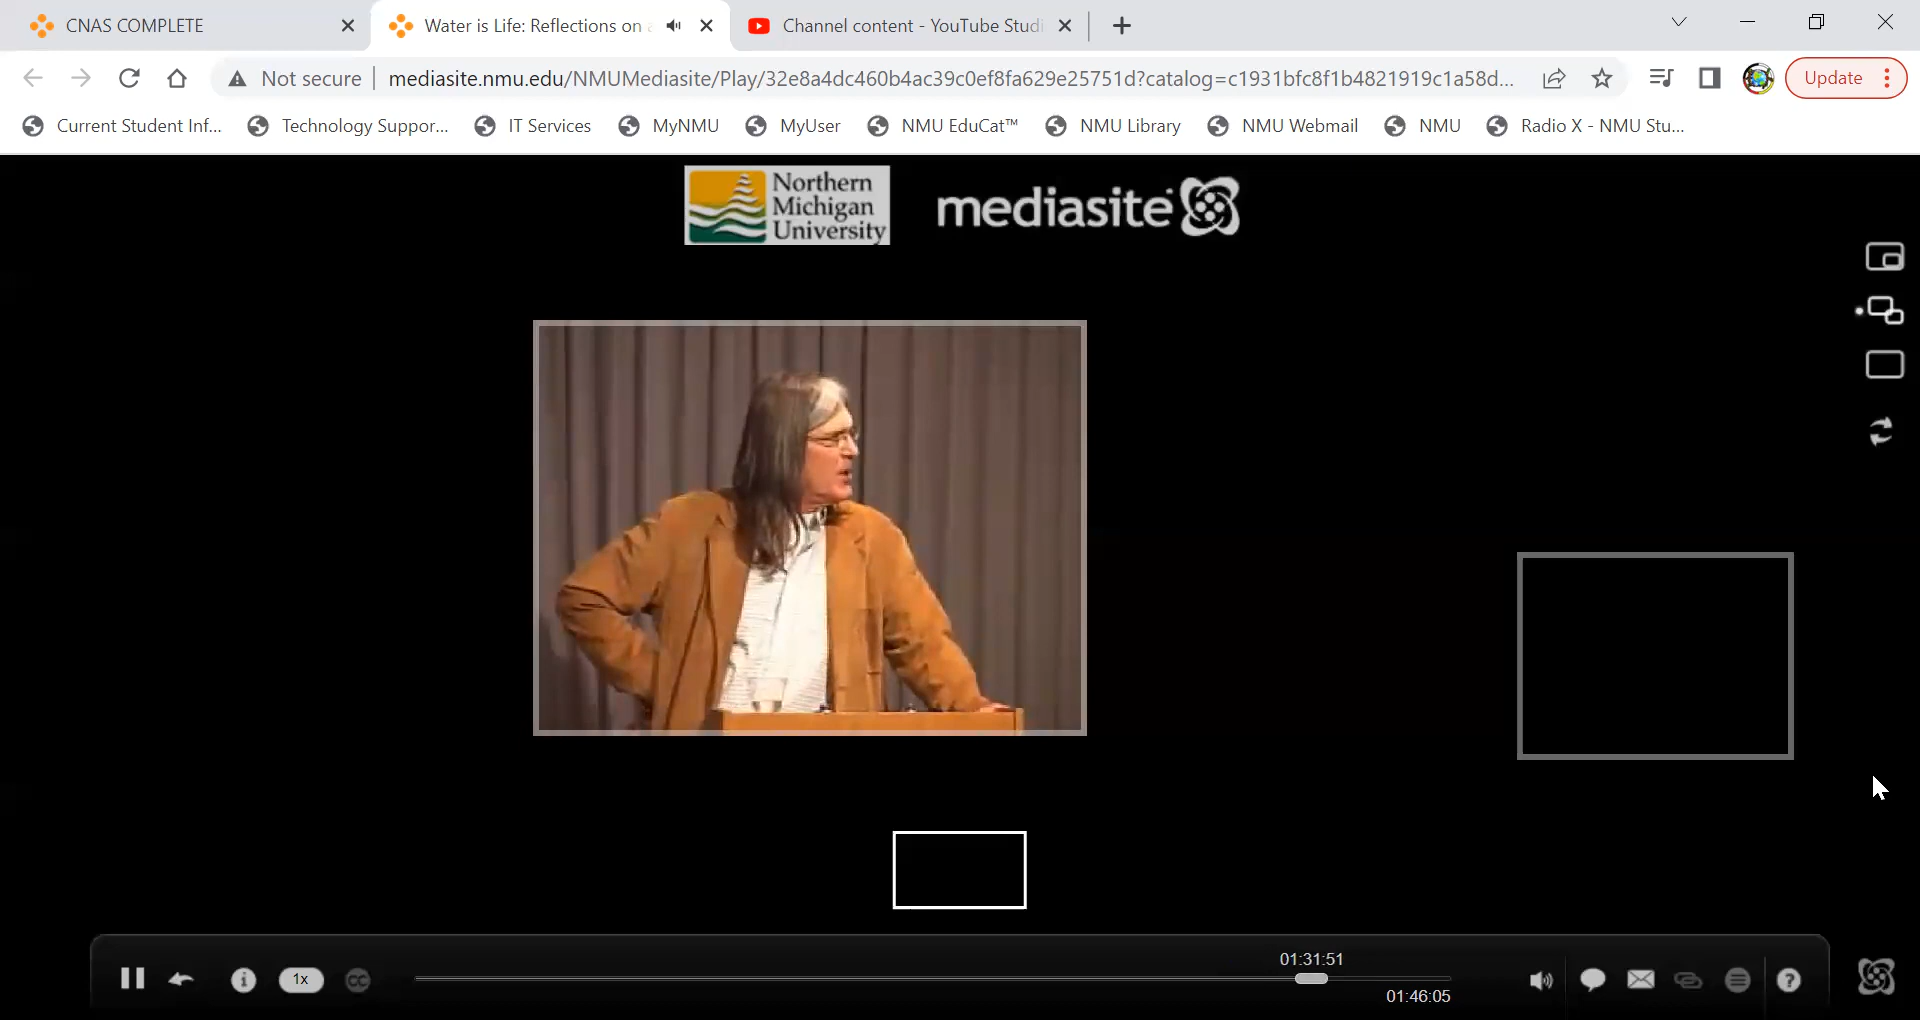 CNAS COMPLETE
Water is Life: Reflections on
Channel content - YouTube Studi
Not secure
mediasite.nmu.edu/NMUMediasite/Play/32e8a4dc460b4ac39c0ef8fa629e25751d?catalog=c1931bfc8f1b4821919c1a58d...
Update
Current Student Inf...
Technology Suppor...
IT Services
MyNMU
MyUser
NMU EduCat™
NMU Library
NMU Webmail
NMU
Radio X - NMU Stu...
Northern
Michigan
University
mediasite
01:31:51
1x
CC
01:46:05